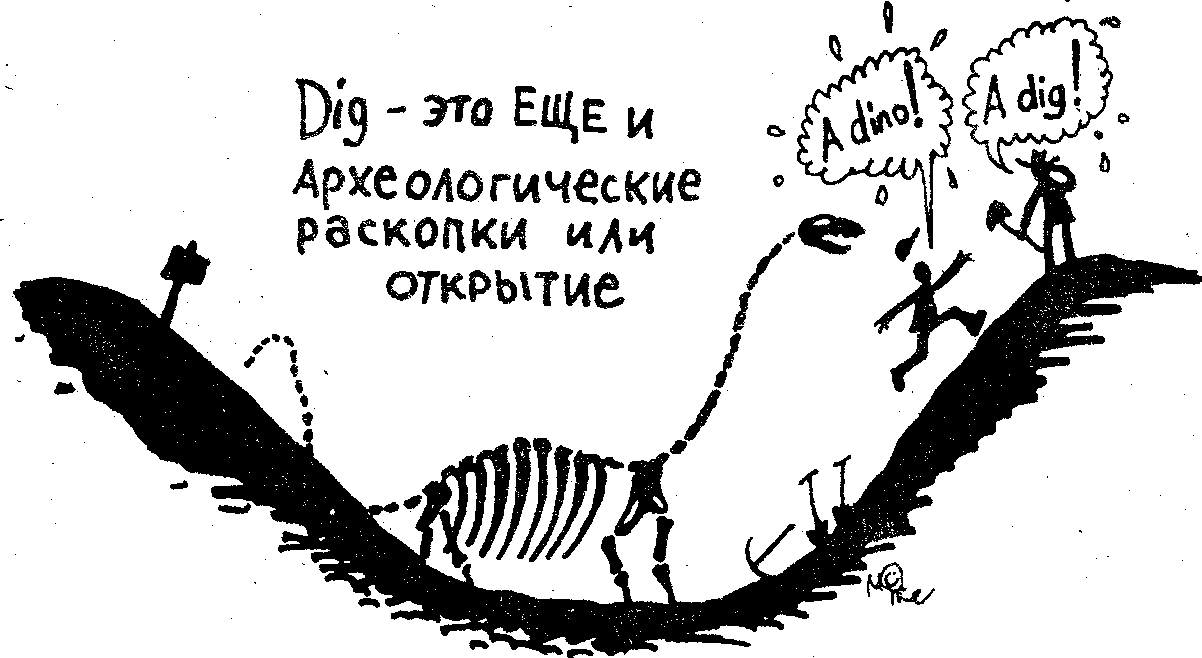 Dig - это ЕЩЕ и
Археологические
раскопки или
открытие
A dino!
A dig!